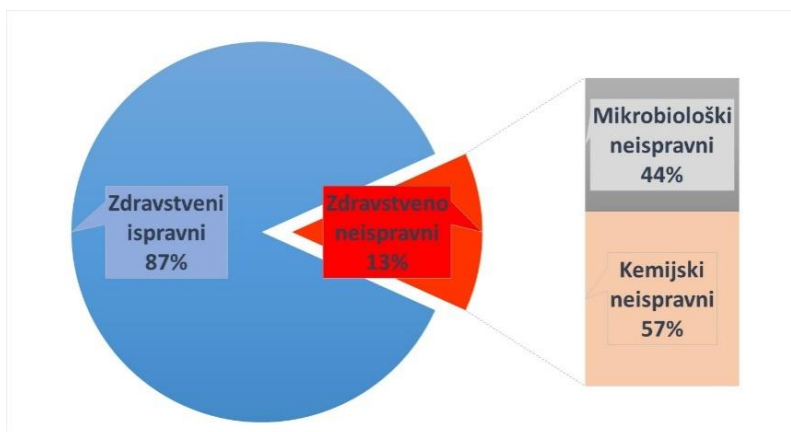 Zdravstveni
ispravni
87%
Zdravstveno
neispravni
13%
Mikrobiološki
neispravni
44%
Kemijski
neispravni
57%